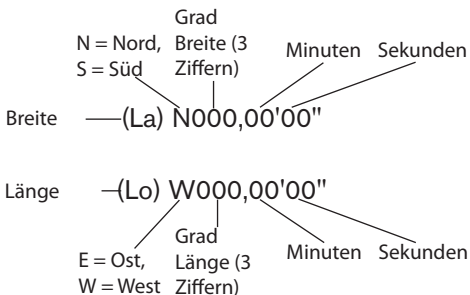 Grad
N = Nord,
Breite (3
S = Süd
Ziffern)
Minuten
Sekunden
Breite
(La) N000,00'00"
Länge
(Lo) W000,00'00"
Grad
E = Ost,
Länge (3
W = West
Ziffern)
Minuten
Sekunden